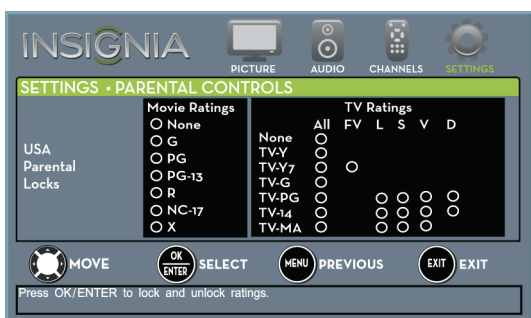 INSIGNIA
PICTURE AUDIO CHANNELS SETTINGS
SETTINGS • PARENTAL CONTROLS
USA
Parental
Locks
Movie Ratings
None
G
PG
PG-13
R
NC-17
X
TV Ratings
All FV L S V D
None
TV-Y
TV-Y7
TV-G
TV-PG
TV-14
TV-MA
MOVE
OK
ENTER
SELECT
MENU PREVIOUS
EXIT EXIT
Press OK/ENTER to lock and unlock ratings.